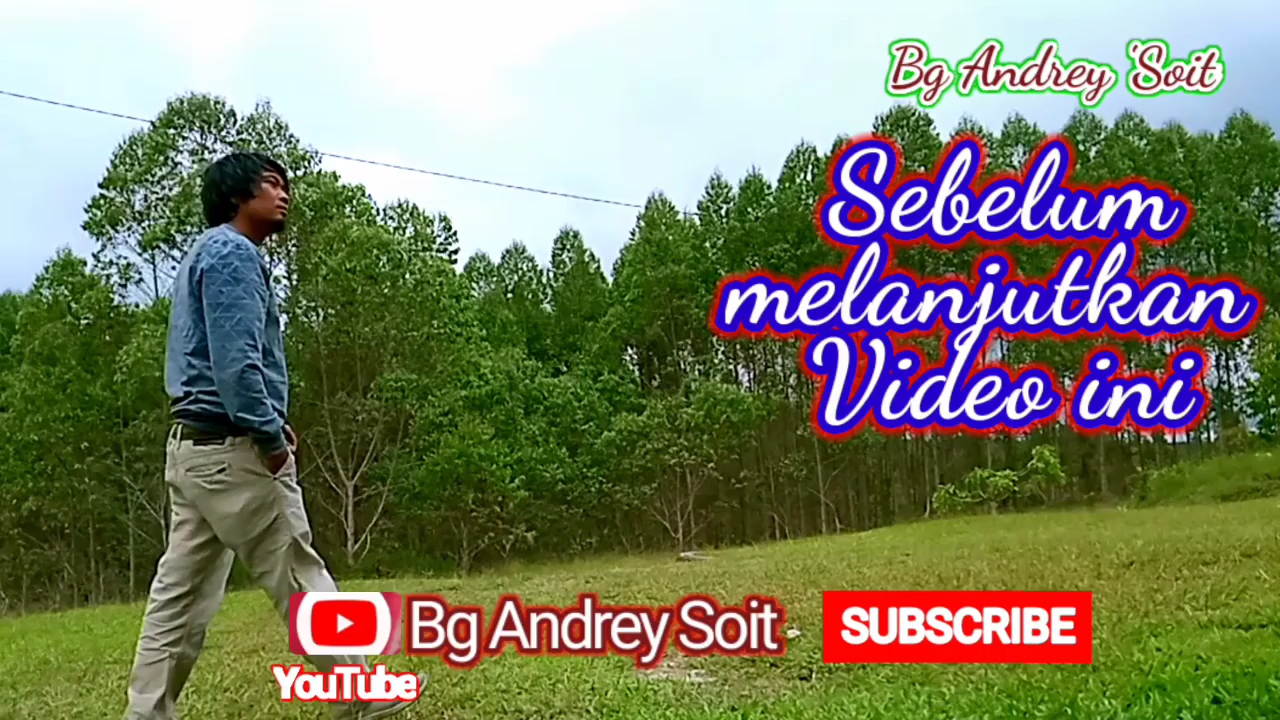 Bg Andrey 'Soit
Sebelum
melanjutkan
Video ini
Bg Andrey Soit
SUBSCRIBE
YouTube